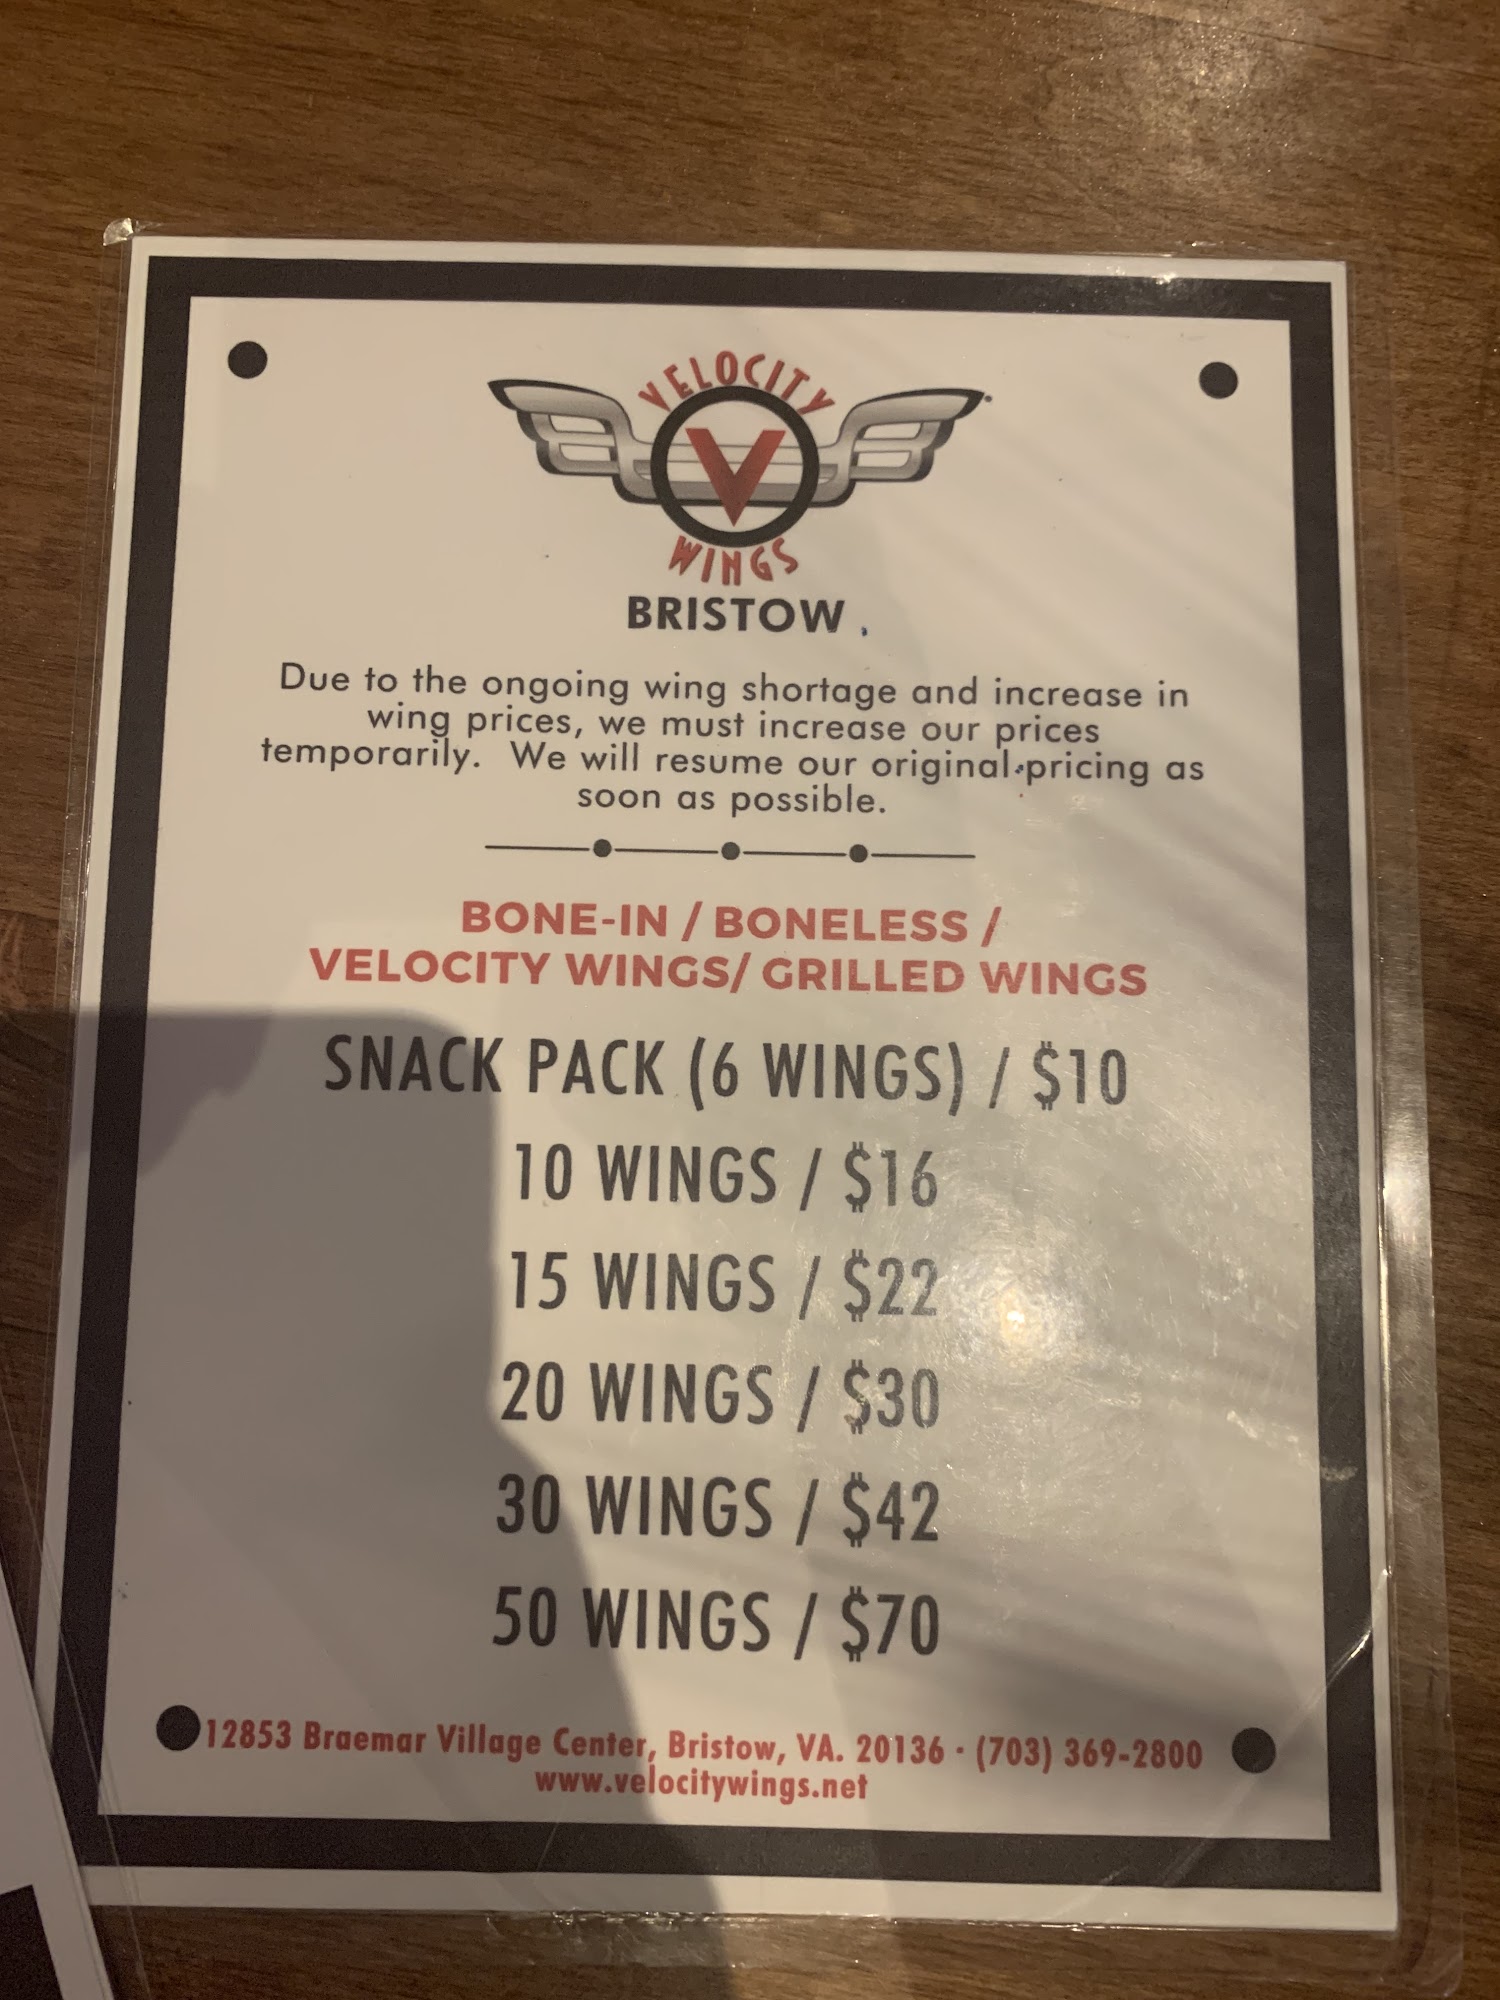 VELOCITY
V
WINGS
BRISTOW
Due to the ongoing wing shortage and increase in
wing prices, we must increase our prices
temporarily. We will resume our original pricing as
soon as possible.
BONE-IN / BONELESS /
VELOCITY WINGS/ GRILLED WINGS
SNACK PACK (6 WINGS) / $10
10 WINGS / $16
15 WINGS / $22
20 WINGS / $30
30 WINGS / $42
50 WINGS / $70
12853 Braemar Village Center, Bristow, VA. 20136 · (703) 369-2800
www.velocitywings.net